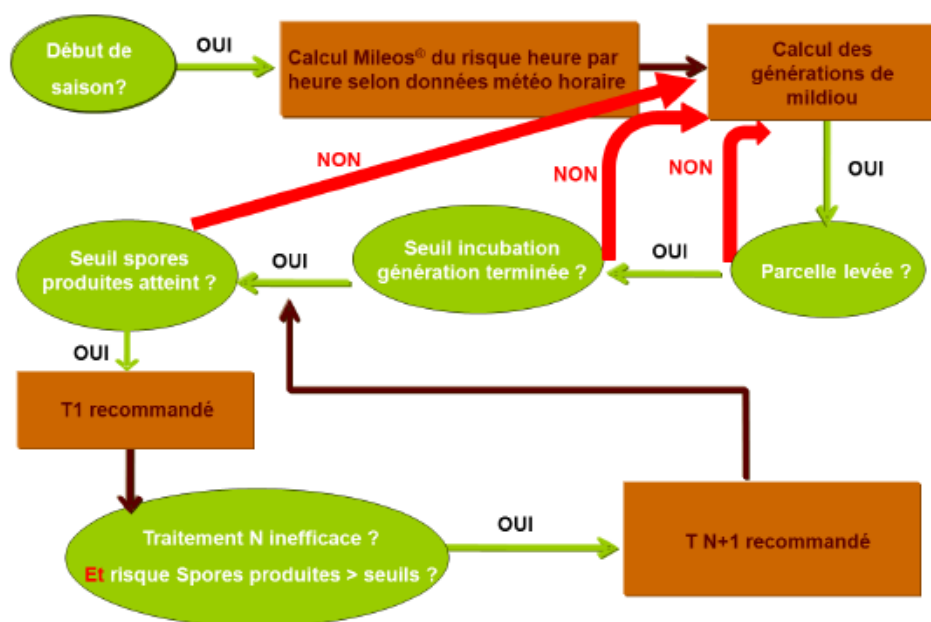 Début de
saison?
OUI
Calcul Mileos® du risque heure par
heure selon données météo horaire
Calcul des
générations de
mildiou
NON
NON
NON
OUI
Seuil spores
produites atteint ?
OUI
Seuil incubation
génération terminée ?
OUI
Parcelle levée ?
OUI
T1 recommandé
Traitement N inefficace ?
Et risque Spores produites > seuils ?
OUI
T N+1 recommandé